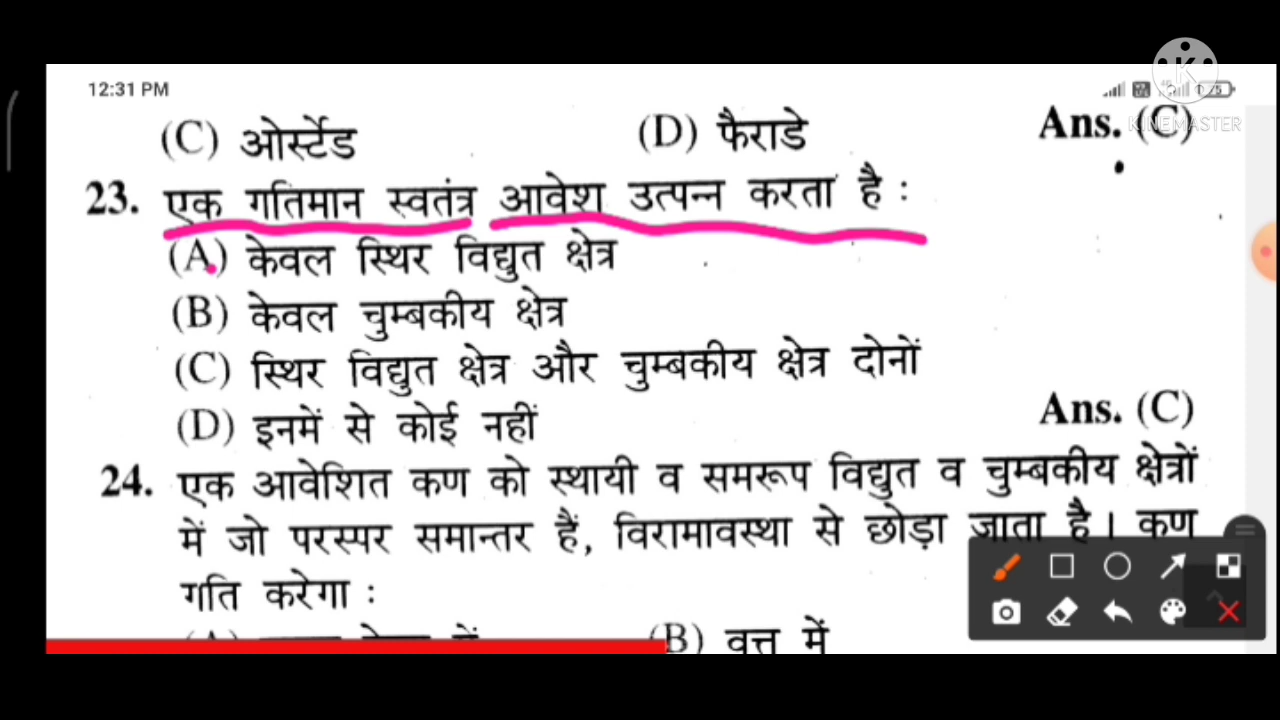 12:31 PM
KINEMASTER
(C) ओर्स्टेड (D) फैराडे Ans. (C)
23. एक गतिमान स्वतंत्र आवेश उत्पन्न करता है :
(A) केवल स्थिर विद्युत क्षेत्र
(B) केवल चुम्बकीय क्षेत्र
(C) स्थिर विद्युत क्षेत्र और चुम्बकीय क्षेत्र दोनों
(D) इनमें से कोई नहीं Ans. (C)
24. एक आवेशित कण को स्थायी व समरूप विद्युत व चुम्बकीय क्षेत्रों
में जो परस्पर समान्तर हैं, विरामावस्था से छोड़ा जाता है। कण
गति करेगा :
(B) वृत्त में